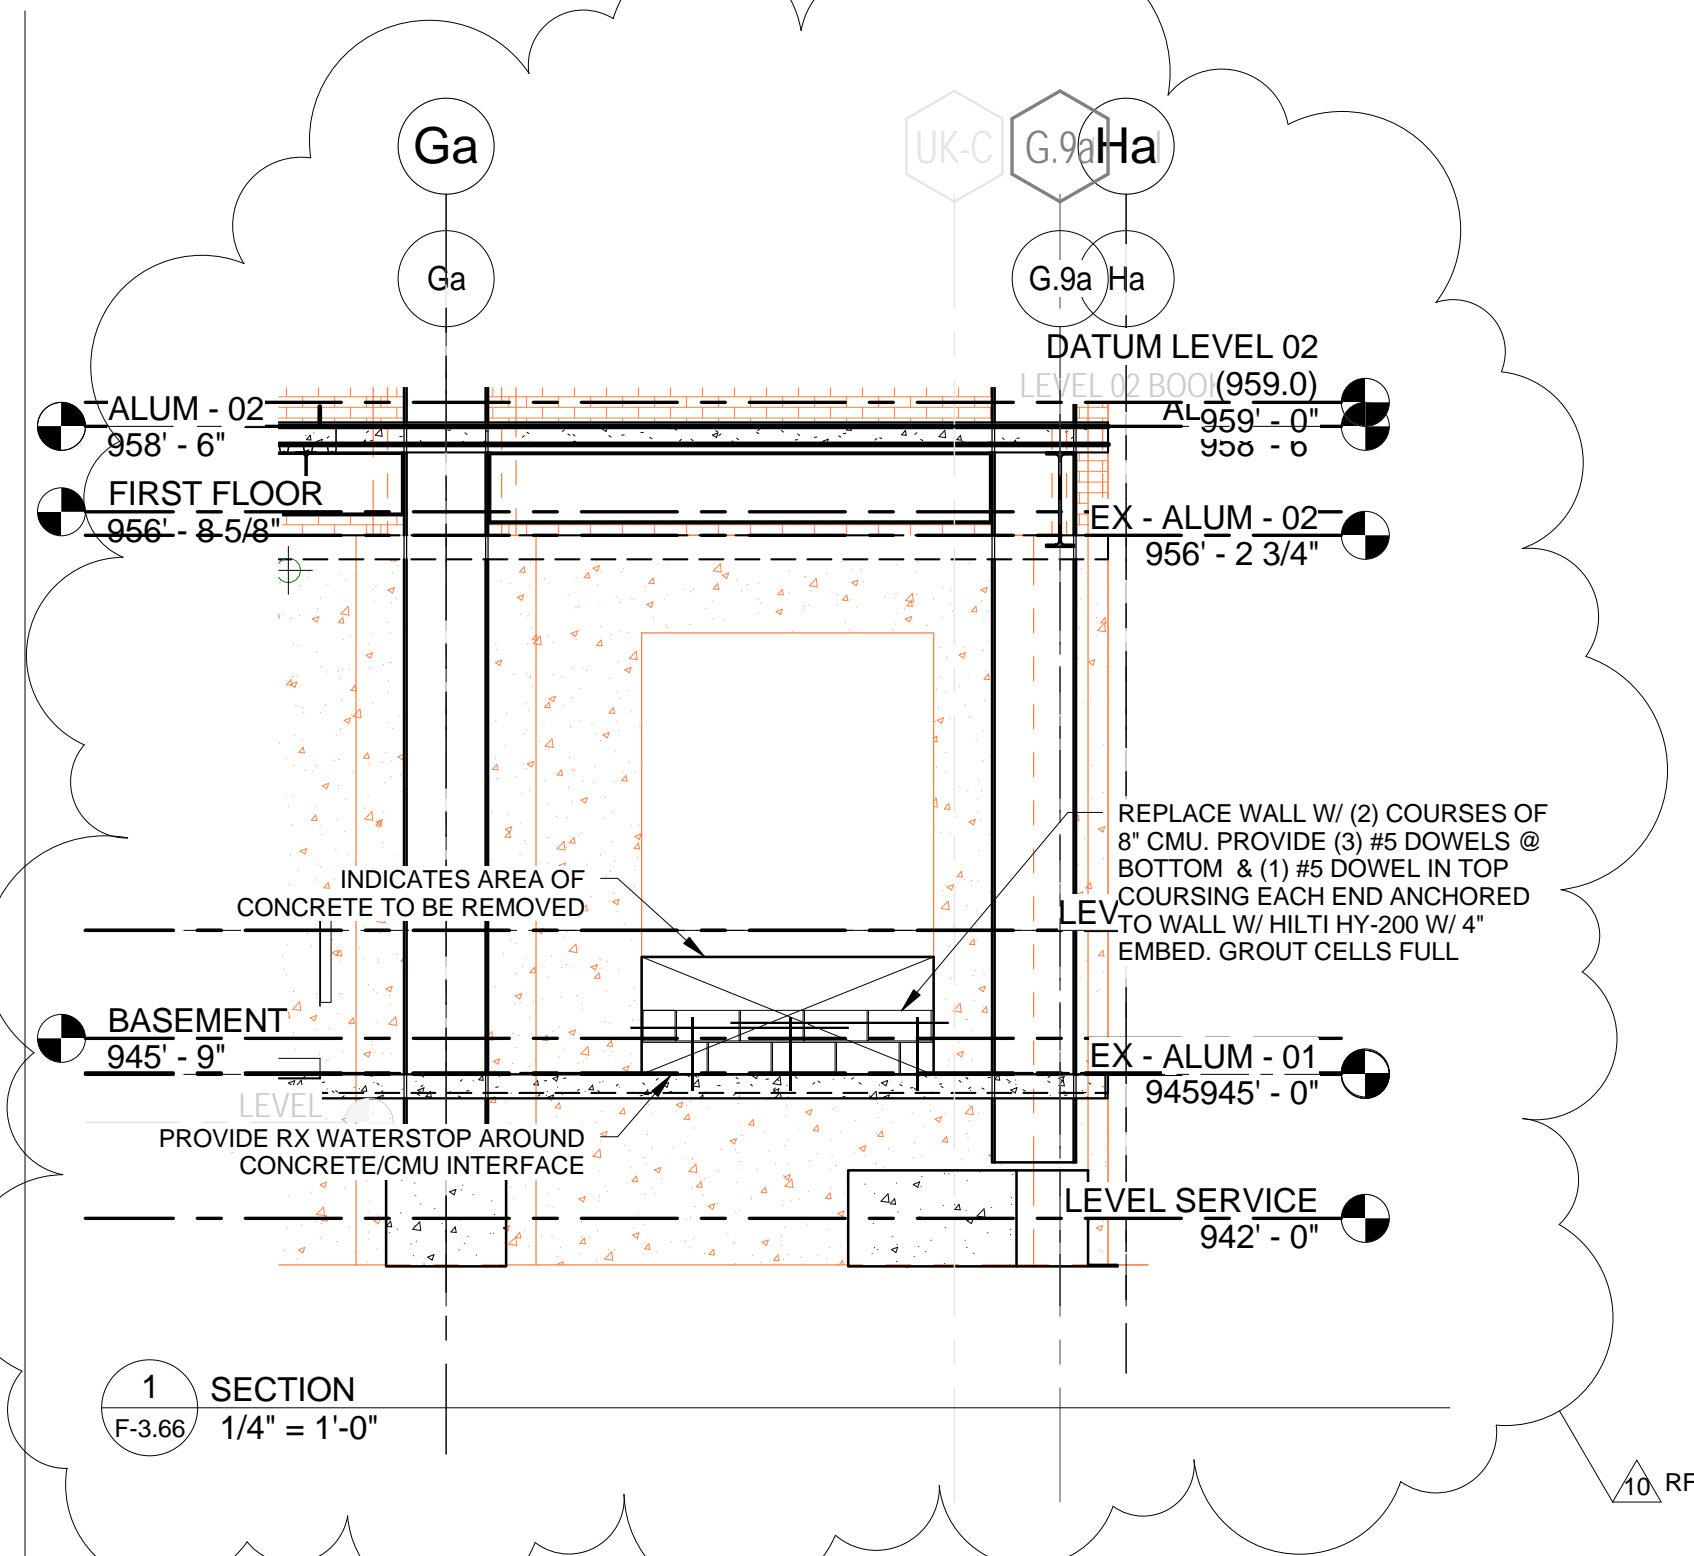 Ga
UK-C
G.9a
Ha
Ga
G.9a
Ha
DATUM LEVEL 02
LEVEL 02 BOOK
(959.0)
959' - 0"
ALUM - 02
958' - 6"
AL
958 - 6
FIRST FLOOR
956' - 8 5/8"
EX - ALUM - 02
956' - 2 3/4"
REPLACE WALL W/ (2) COURSES OF
8" CMU. PROVIDE (3) #5 DOWELS @
BOTTOM & (1) #5 DOWEL IN TOP
COURSING EACH END ANCHORED
TO WALL W/ HILTI HY-200 W/ 4"
EMBED. GROUT CELLS FULL
INDICATES AREA OF
CONCRETE TO BE REMOVED
LEV
BASEMENT
945' - 9"
EX - ALUM - 01
945945' - 0"
LEVEL
PROVIDE RX WATERSTOP AROUND
CONCRETE/CMU INTERFACE
LEVEL SERVICE
942' - 0"
1
F-3.66
SECTION
1/4" = 1'-0"
10 RF